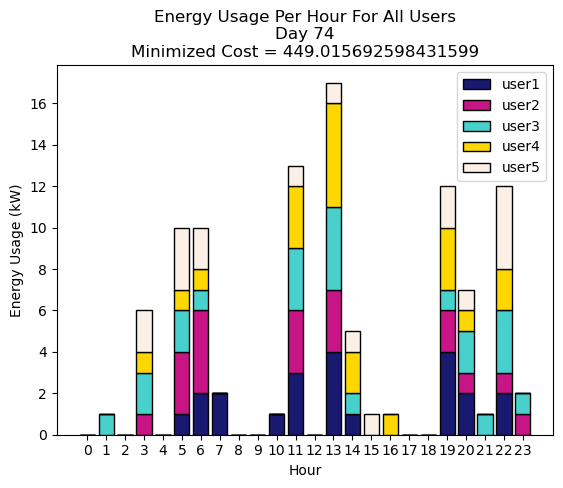 Energy Usage Per Hour For All Users
Day 74
Minimized Cost = 449.015692598431599
user1
user2
user3
user4
user5
Energy Usage (kW)
16
14
12
10
8
6
4
2
0
0 1 2 3 4 5 6 7 8 9 10 11 12 13 14 15 16 17 18 19 20 21 22 23
Hour